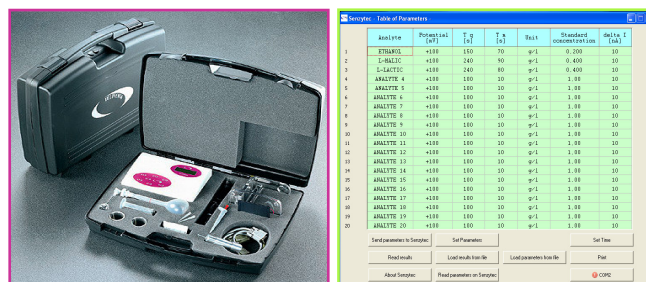 Senzytec - Table of Parameters -
Analyte Potential [mV] T q [s] T a [s] Unit Standard concentration delta I [nA]
1 ETHANOL +100 150 70 g/l 0.200 10
2 L-MALIC +100 240 90 g/l 0.400 10
3 L-LACTIC +100 240 80 g/l 0.400 10
4 ANALYTE 4 +100 180 10 g/l 1.00 10
5 ANALYTE 5 +100 180 10 g/l 1.00 10
6 ANALYTE 6 +100 180 10 g/l 1.00 10
7 ANALYTE 7 +100 180 10 g/l 1.00 10
8 ANALYTE 8 +100 180 10 g/l 1.00 10
9 ANALYTE 9 +100 180 10 g/l 1.00 10
10 ANALYTE 10 +100 180 10 g/l 1.00 10
11 ANALYTE 11 +100 180 10 g/l 1.00 10
12 ANALYTE 12 +100 180 10 g/l 1.00 10
13 ANALYTE 13 +100 180 10 g/l 1.00 10
14 ANALYTE 14 +100 180 10 g/l 1.00 10
15 ANALYTE 15 +100 180 10 g/l 1.00 10
16 ANALYTE 16 +100 180 10 g/l 1.00 10
17 ANALYTE 17 +100 180 10 g/l 1.00 10
18 ANALYTE 18 +100 180 10 g/l 1.00 10
19 ANALYTE 19 +100 180 10 g/l 1.00 10
20 ANALYTE 20 +100 180 10 g/l 1.00 10
Send parameters to Senzytec Set Parameters Set Time
Read results Load results from file Load parameters from file Print
About Senzytec Read parameters on Senzytec COM2